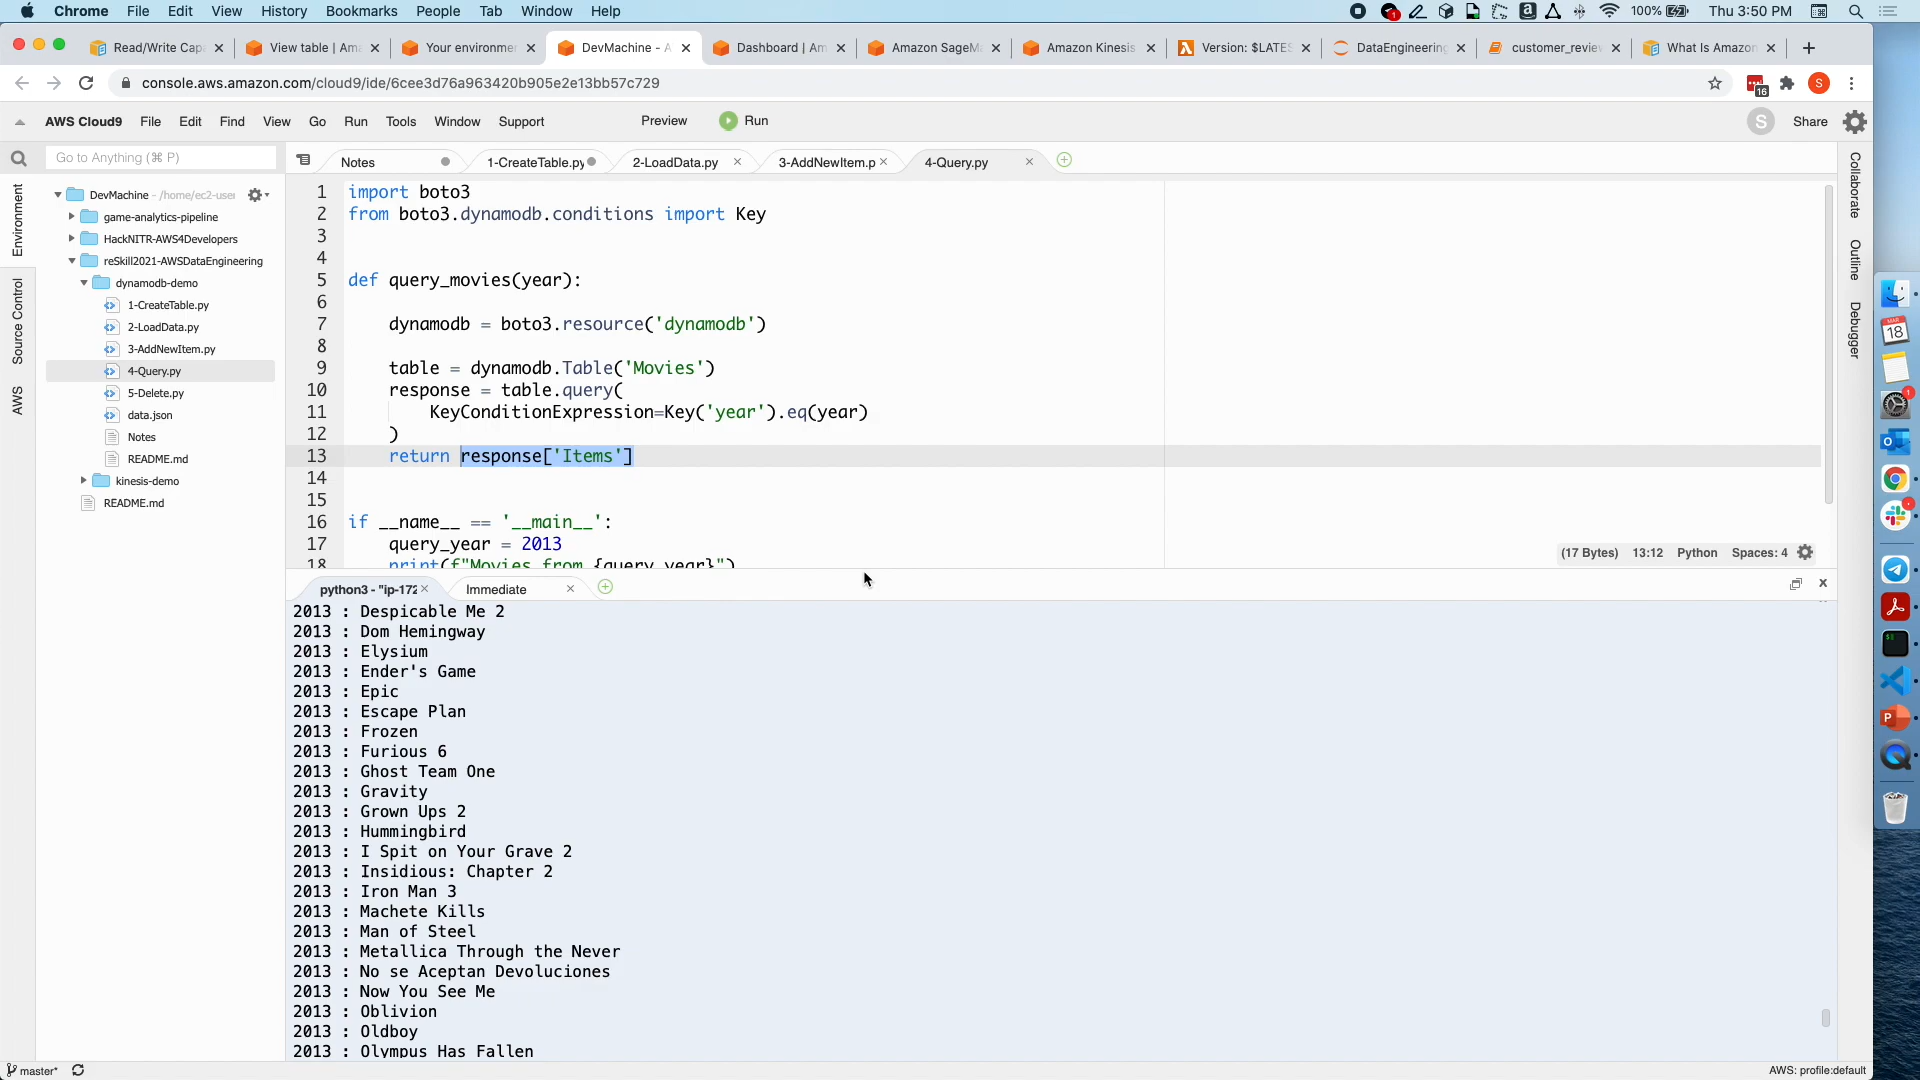 Chrome File Edit View History Bookmarks People Tab Window Help
1
a
100%
Thu 3:50 PM
Read/Write Cap
View table | Am
Your environme
DevMachine - A
Dashboard | Am
Amazon SageM
Amazon Kinesis
Version: $LATES
DataEngineering
customer_review
What Is Amazon
console.aws.amazon.com/cloud9/ide/6cee3d76a963420b905e2e13bb57c729
16
S
AWS Cloud9 File Edit Find View Go Run Tools Window Support Preview Run
S Share
Go to Anything (⌘ P)
Notes
1-CreateTable.py
2-LoadData.py
3-AddNewItem.p
4-Query.py
Environment
Source Control
AWS
DevMachine - /home/ec2-user
game-analytics-pipeline
HackNITR-AWS4Developers
reSkill2021-AWSDataEngineering
dynamodb-demo
1-CreateTable.py
2-LoadData.py
3-AddNewItem.py
4-Query.py
5-Delete.py
data.json
Notes
README.md
kinesis-demo
README.md
1 import boto3
2 from boto3.dynamodb.conditions import Key
3
4
5 def query_movies(year):
6
7 dynamodb = boto3.resource('dynamodb')
8
9 table = dynamodb.Table('Movies')
10 response = table.query(
11 KeyConditionExpression=Key('year').eq(year)
12 )
13 return response['Items']
14
15
16 if __name__ == '__main__':
17 query_year = 2013
18 print(f"Movies from {query_year}")
(17 Bytes) 13:12 Python Spaces: 4
Collaborate
Outline
Debugger
python3 - "ip-172
Immediate
2013 : Despicable Me 2
2013 : Dom Hemingway
2013 : Elysium
2013 : Ender's Game
2013 : Epic
2013 : Escape Plan
2013 : Frozen
2013 : Furious 6
2013 : Ghost Team One
2013 : Gravity
2013 : Grown Ups 2
2013 : Hummingbird
2013 : I Spit on Your Grave 2
2013 : Insidious: Chapter 2
2013 : Iron Man 3
2013 : Machete Kills
2013 : Man of Steel
2013 : Metallica Through the Never
2013 : No se Aceptan Devoluciones
2013 : Now You See Me
2013 : Oblivion
2013 : Oldboy
2013 : Olympus Has Fallen
master*
AWS: profile:default
MAR
18
1
P